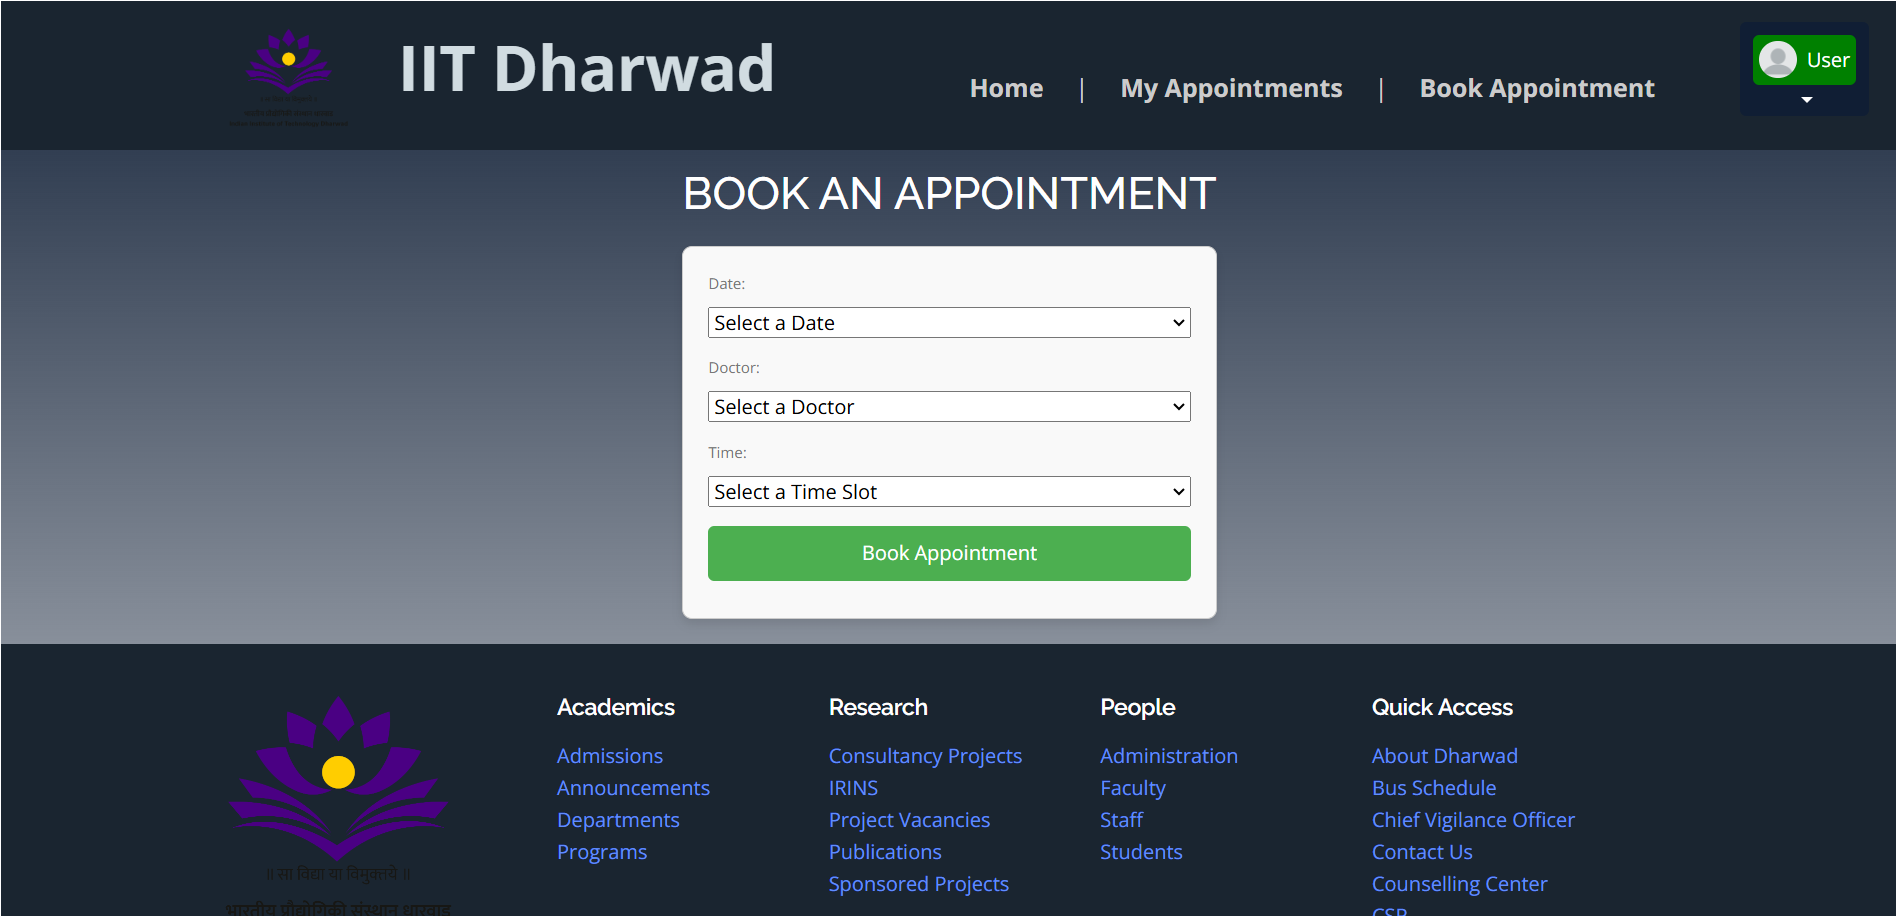 IIT Dharwad
Home | My Appointments | Book Appointment
User
BOOK AN APPOINTMENT
Date:
Select a Date
Doctor:
Select a Doctor
Time:
Select a Time Slot
Book Appointment
॥ सा विद्या या विमुक्तये ॥
भारतीय प्रौद्योगिकी संस्थान धारवाड
Academics
Admissions
Announcements
Departments
Programs
Research
Consultancy Projects
IRINS
Project Vacancies
Publications
Sponsored Projects
People
Administration
Faculty
Staff
Students
Quick Access
About Dharwad
Bus Schedule
Chief Vigilance Officer
Contact Us
Counselling Center